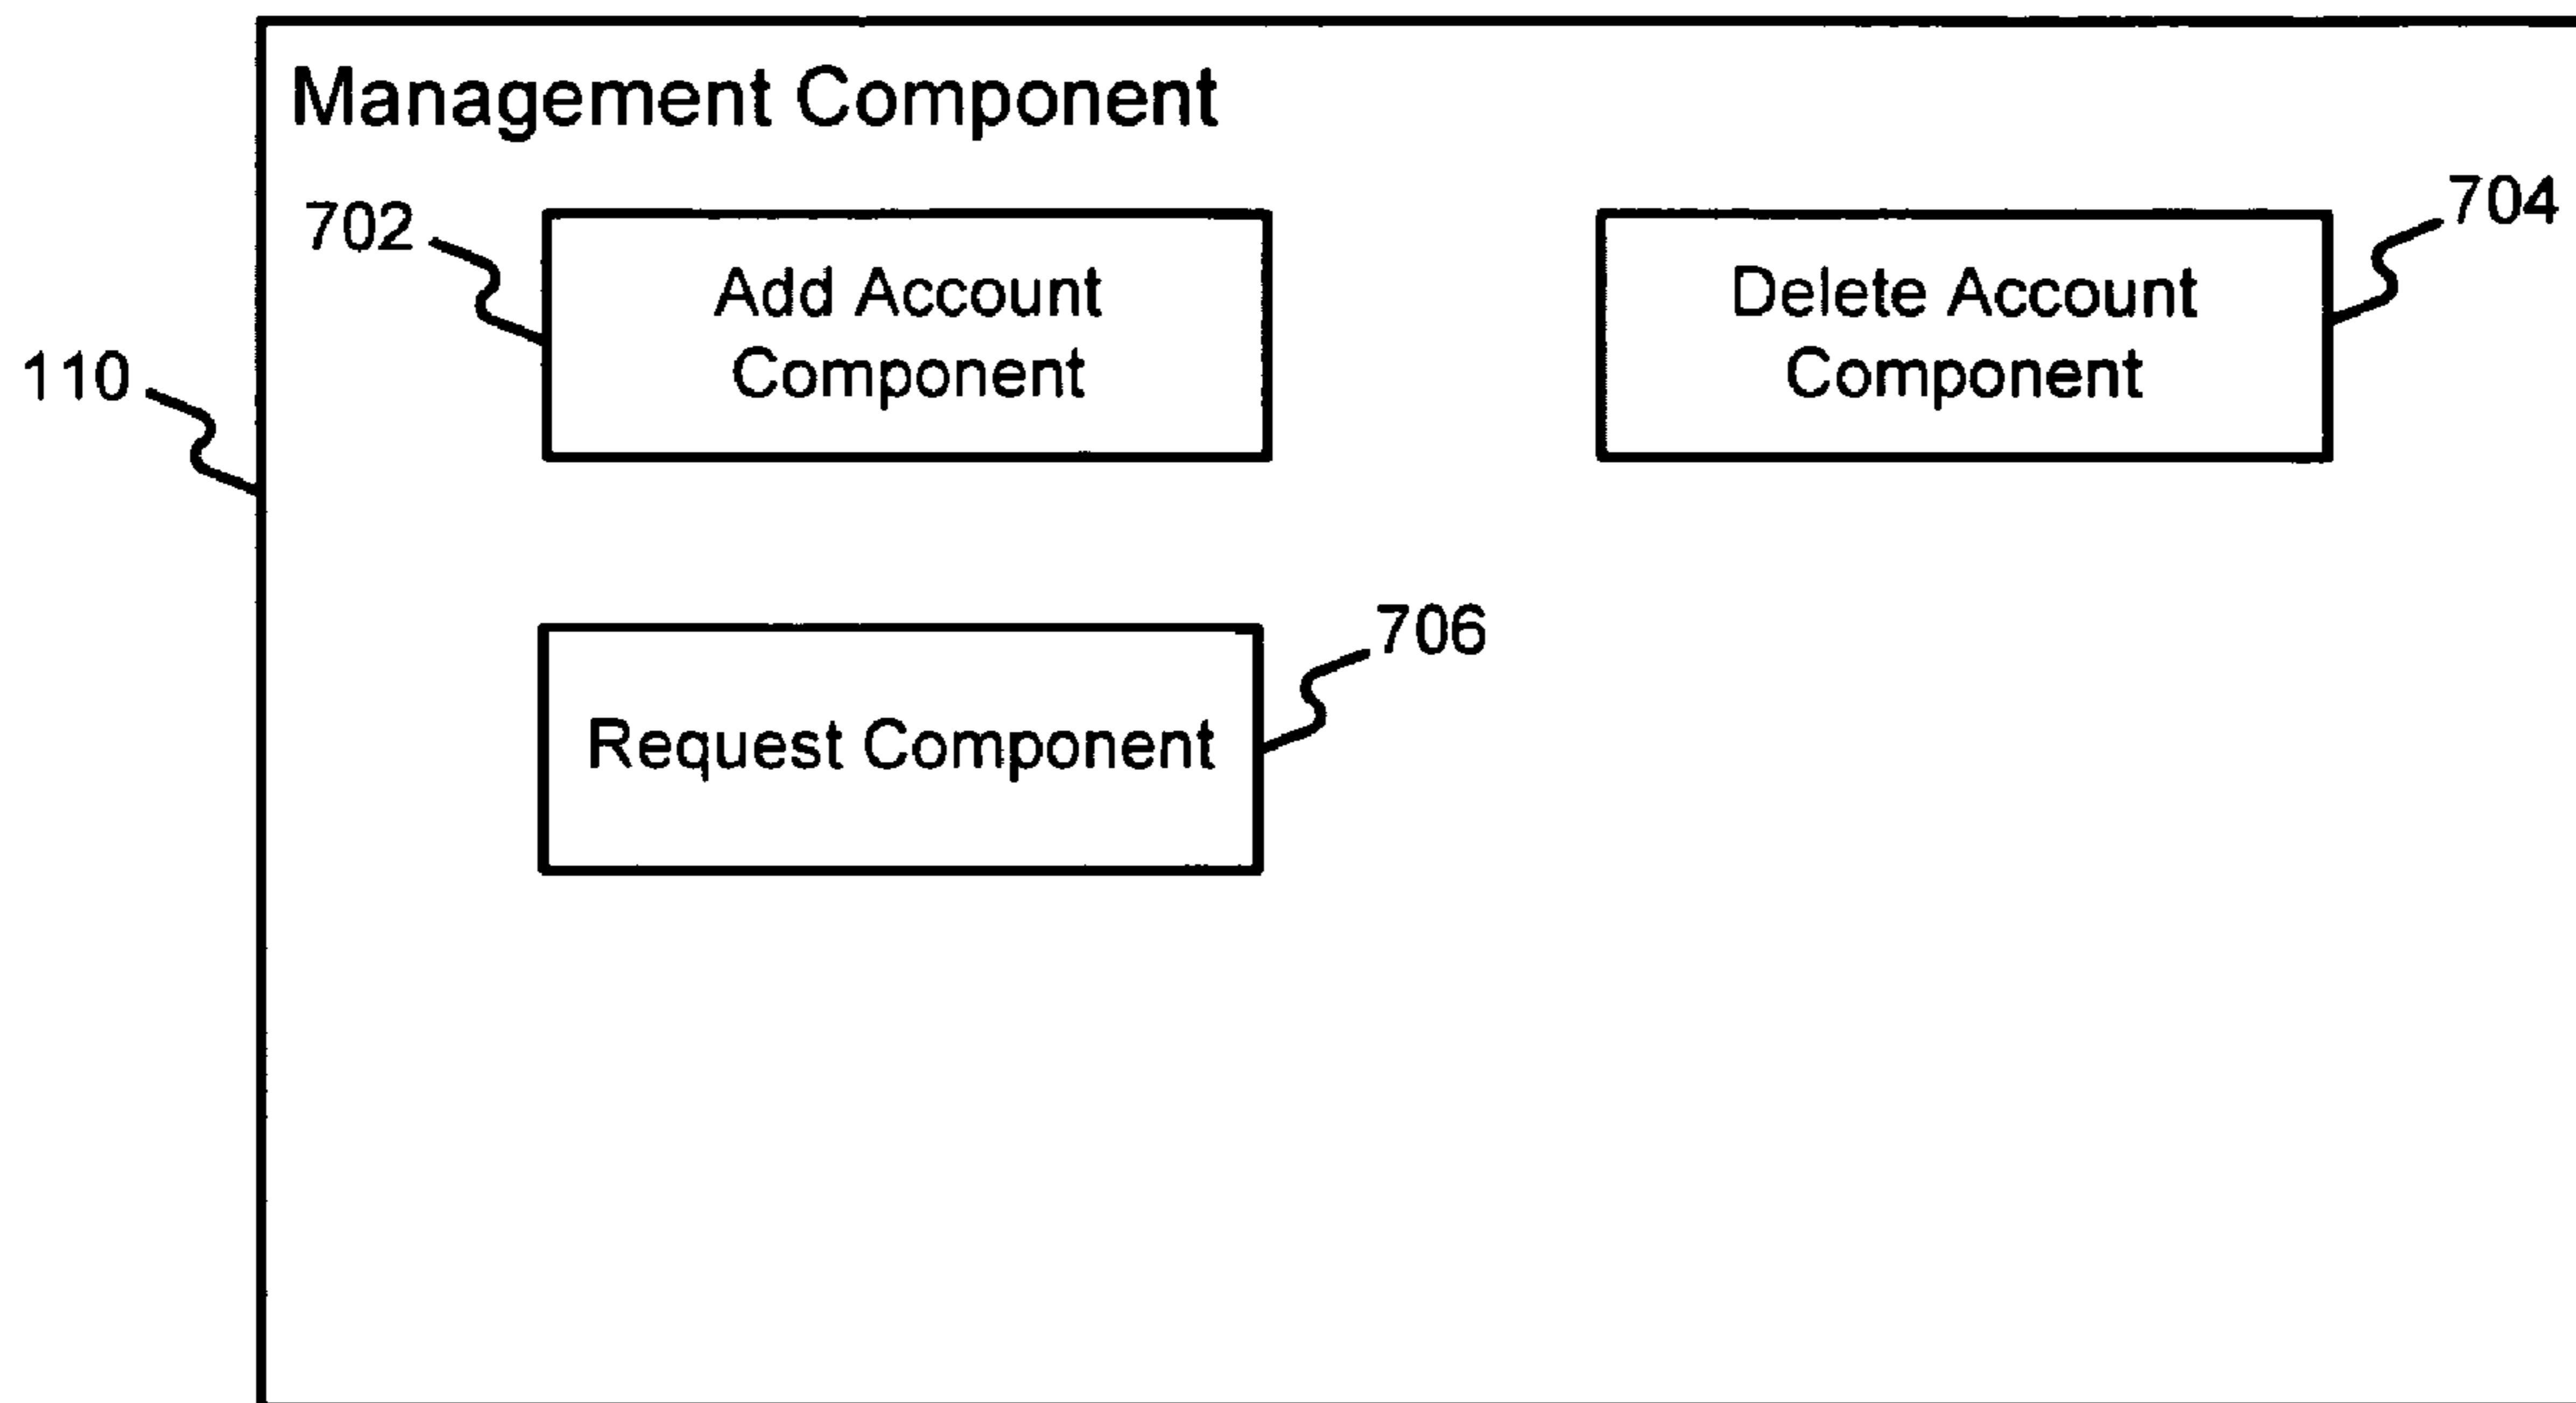 Management Component
702
704
Add Account
Component
Delete Account
Component
110
706
Request Component